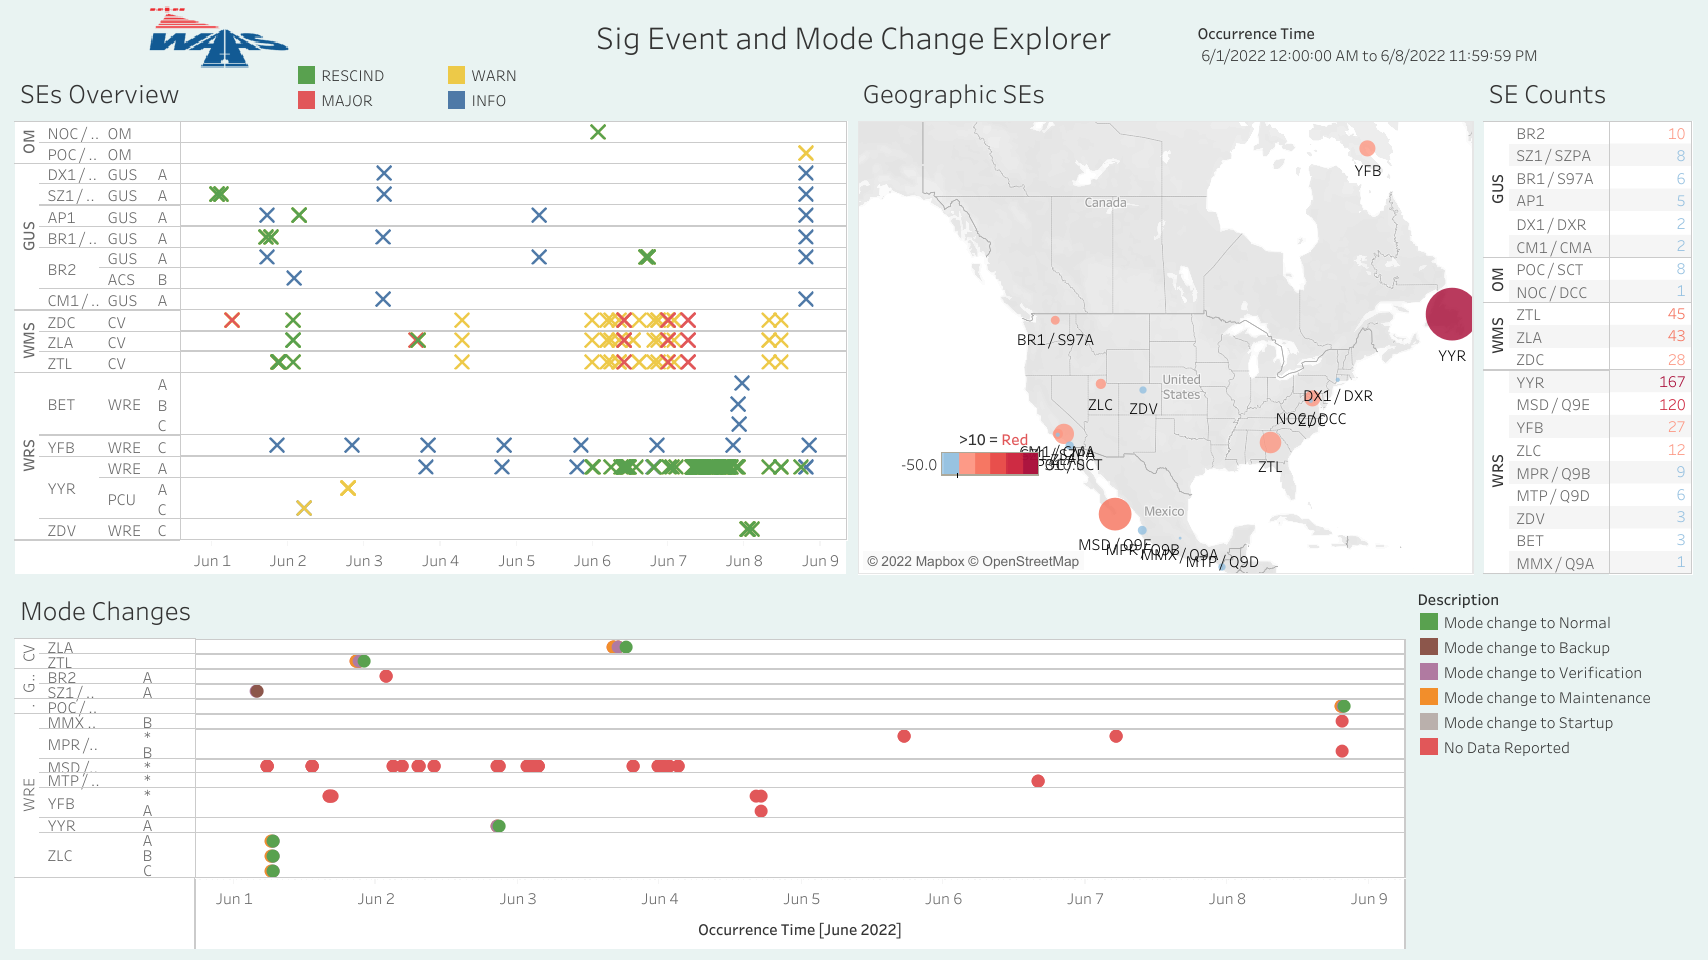 WAAS
Sig Event and Mode Change Explorer
Occurrence Time
6/1/2022 12:00:00 AM to 6/8/2022 11:59:59 PM
RESCIND
WARN
MAJOR
INFO
SEs Overview
OM
NOC / .. OM
POC / .. OM
GUS
DX1 / .. GUS A
SZ1 / .. GUS A
AP1 GUS A
BR1 / .. GUS A
BR2 GUS A
ACS B
CM1 / .. GUS A
WMS
ZDC CV
ZLA CV
ZTL CV
WRS
BET WRE A
B
C
YFB WRE C
YYR WRE A
PCU A
C
ZDV WRE C
Jun 1 Jun 2 Jun 3 Jun 4 Jun 5 Jun 6 Jun 7 Jun 8 Jun 9
Geographic SEs
YFB
Canada
YYR
BR1 / S97A
United States
ZLC
ZDV
DX1 / DXR
NOC / DCC
ZTL
>10 = Red
-50.0
Mexico
MSD / Q9E
MPR / Q9B
MMX / Q9A
MTP / Q9D
© 2022 Mapbox © OpenStreetMap
SE Counts
GUS
BR2 10
SZ1 / SZPA 8
BR1 / S97A 6
AP1 5
DX1 / DXR 2
CM1 / CMA 2
OM
POC / SCT 8
NOC / DCC 1
WMS
ZTL 45
ZLA 43
ZDC 28
WRS
YYR 167
MSD / Q9E 120
YFB 27
ZLC 12
MPR / Q9B 9
MTP / Q9D 6
ZDV 3
BET 3
MMX / Q9A 1
Mode Changes
CV
ZLA
ZTL
G..
BR2 A
SZ1 / .. A
POC / ..
WRE
MMX .. B
MPR / .. *
B
MSD / .. *
MTP / .. *
YFB *
A
YYR A
ZLC A
B
C
Jun 1 Jun 2 Jun 3 Jun 4 Jun 5 Jun 6 Jun 7 Jun 8 Jun 9
Occurrence Time [June 2022]
Description
Mode change to Normal
Mode change to Backup
Mode change to Verification
Mode change to Maintenance
Mode change to Startup
No Data Reported